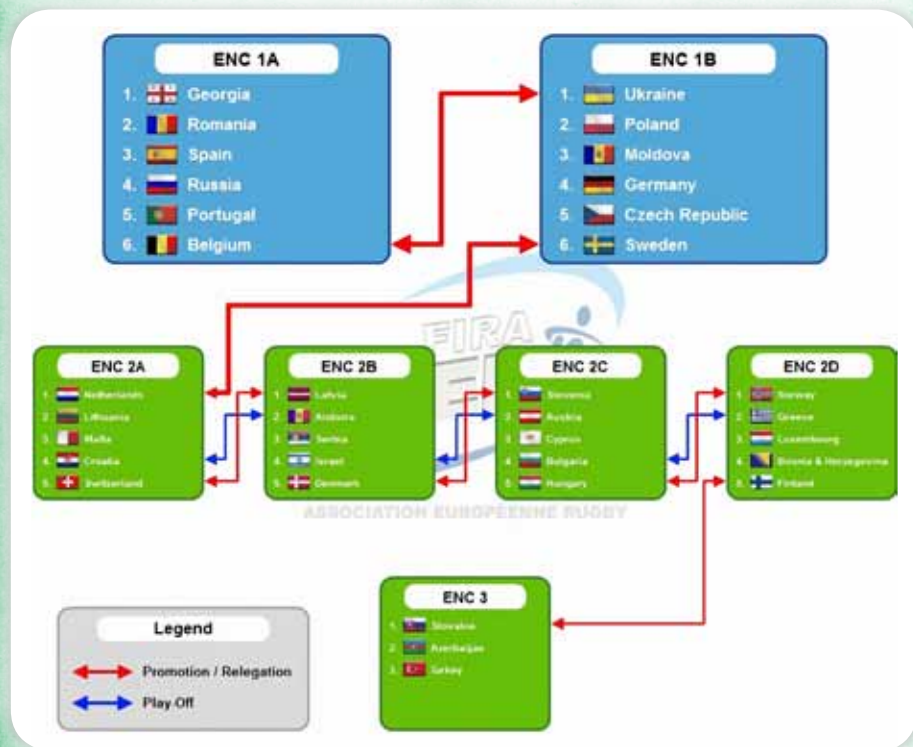 ENC 1A
1. Georgia
2. Romania
3. Spain
4. Russia
5. Portugal
6. Belgium
ENC 1B
1. Ukraine
2. Poland
3. Moldova
4. Germany
5. Czech Republic
6. Sweden
FIRA
ENC 2A
1. Netherlands
2. Lithuania
3. Malta
4. Croatia
5. Switzerland
ENC 2B
1. Latvia
2. Andorra
3. Serbia
4. Israel
5. Denmark
ENC 2C
1. Slovenia
2. Austria
3. Cyprus
4. Bulgaria
5. Hungary
ENC 2D
1. Norway
2. Greece
3. Luxembourg
4. Bosnia & Herzegovina
5. Finland
ASSOCIATION EUROPÉENNE RUGBY
ENC 3
1. Slovakia
2. Azerbaijan
3. Turkey
Legend
Promotion / Relegation
Play Off